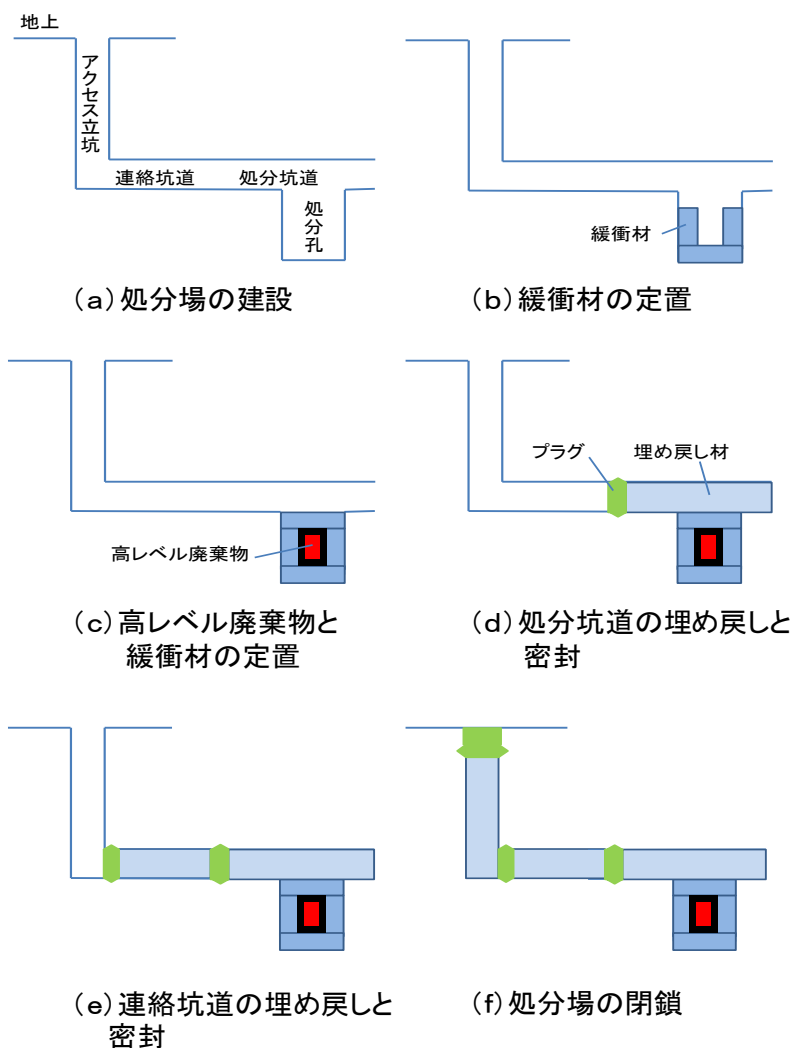 地上
アクセス立坑
連絡坑道
処分坑道
処分孔
(a)処分場の建設
緩衝材
(b)緩衝材の定置
高レベル廃棄物
(c)高レベル廃棄物と
緩衝材の定置
プラグ
埋め戻し材
(d)処分坑道の埋め戻しと
密封
(e)連絡坑道の埋め戻しと
密封
(f)処分場の閉鎖